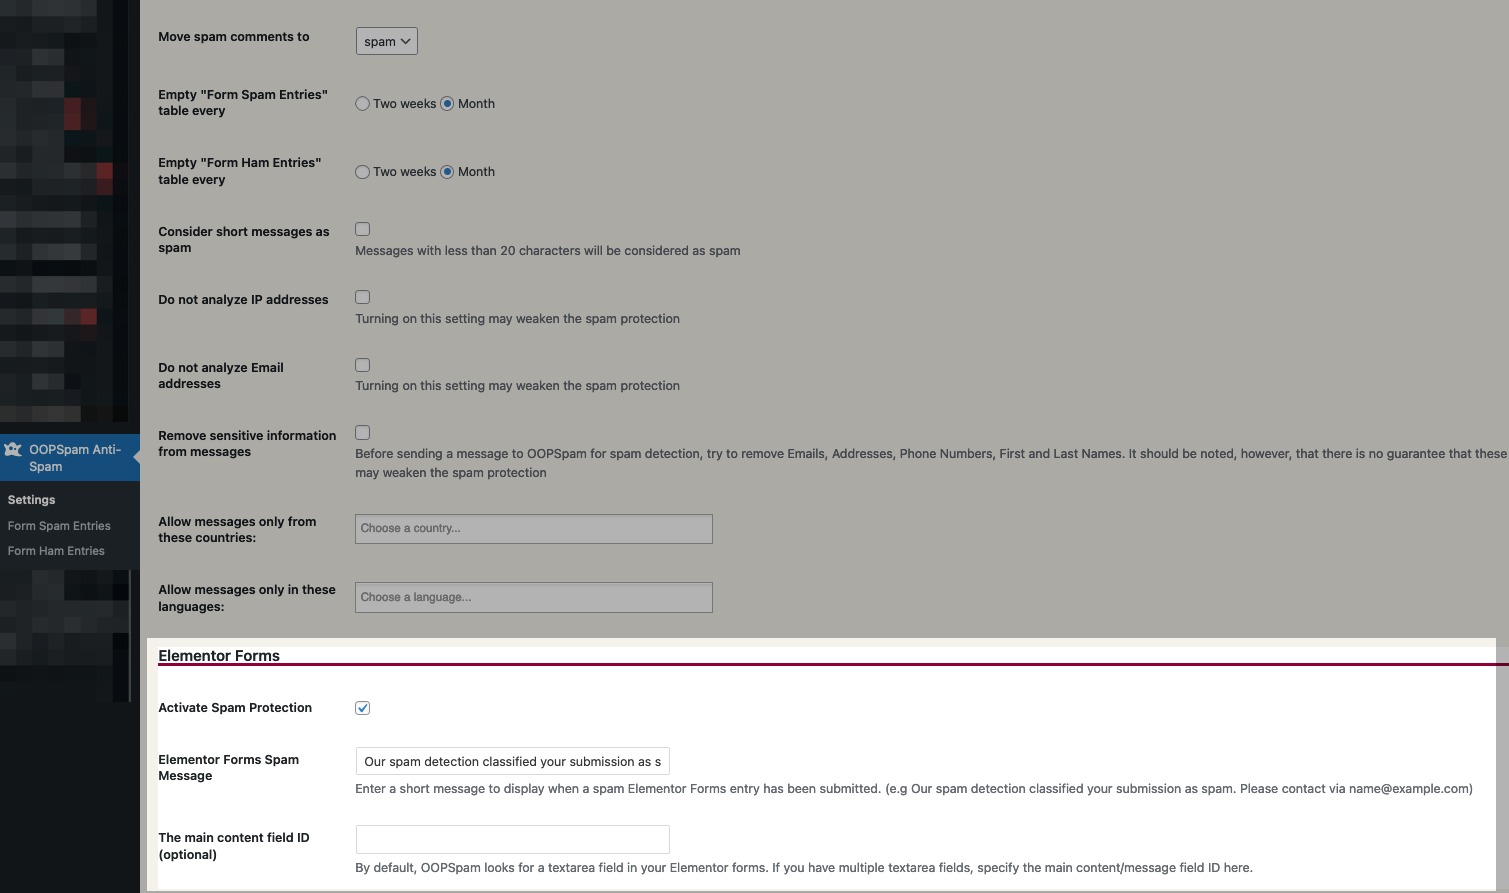 Move spam comments to
spam
Empty "Form Spam Entries"
table every
Two weeks Month
Empty "Form Ham Entries"
table every
Two weeks Month
Consider short messages as
spam
Messages with less than 20 characters will be considered as spam
Do not analyze IP addresses
Turning on this setting may weaken the spam protection
Do not analyze Email
addresses
Turning on this setting may weaken the spam protection
Remove sensitive information
from messages
Before sending a message to OOPSpam for spam detection, try to remove Emails, Addresses, Phone Numbers, First and Last Names. It should be noted, however, that there is no guarantee that these
may weaken the spam protection
Allow messages only from
these countries:
Choose a country...
Allow messages only in these
languages:
Choose a language...
OOPSpam Anti-
Spam
Settings
Form Spam Entries
Form Ham Entries
Elementor Forms
Activate Spam Protection
Elementor Forms Spam
Message
Our spam detection classified your submission as s
Enter a short message to display when a spam Elementor Forms entry has been submitted. (e.g Our spam detection classified your submission as spam. Please contact via name@example.com)
The main content field ID
(optional)
By default, OOPSpam looks for a textarea field in your Elementor forms. If you have multiple textarea fields, specify the main content/message field ID here.